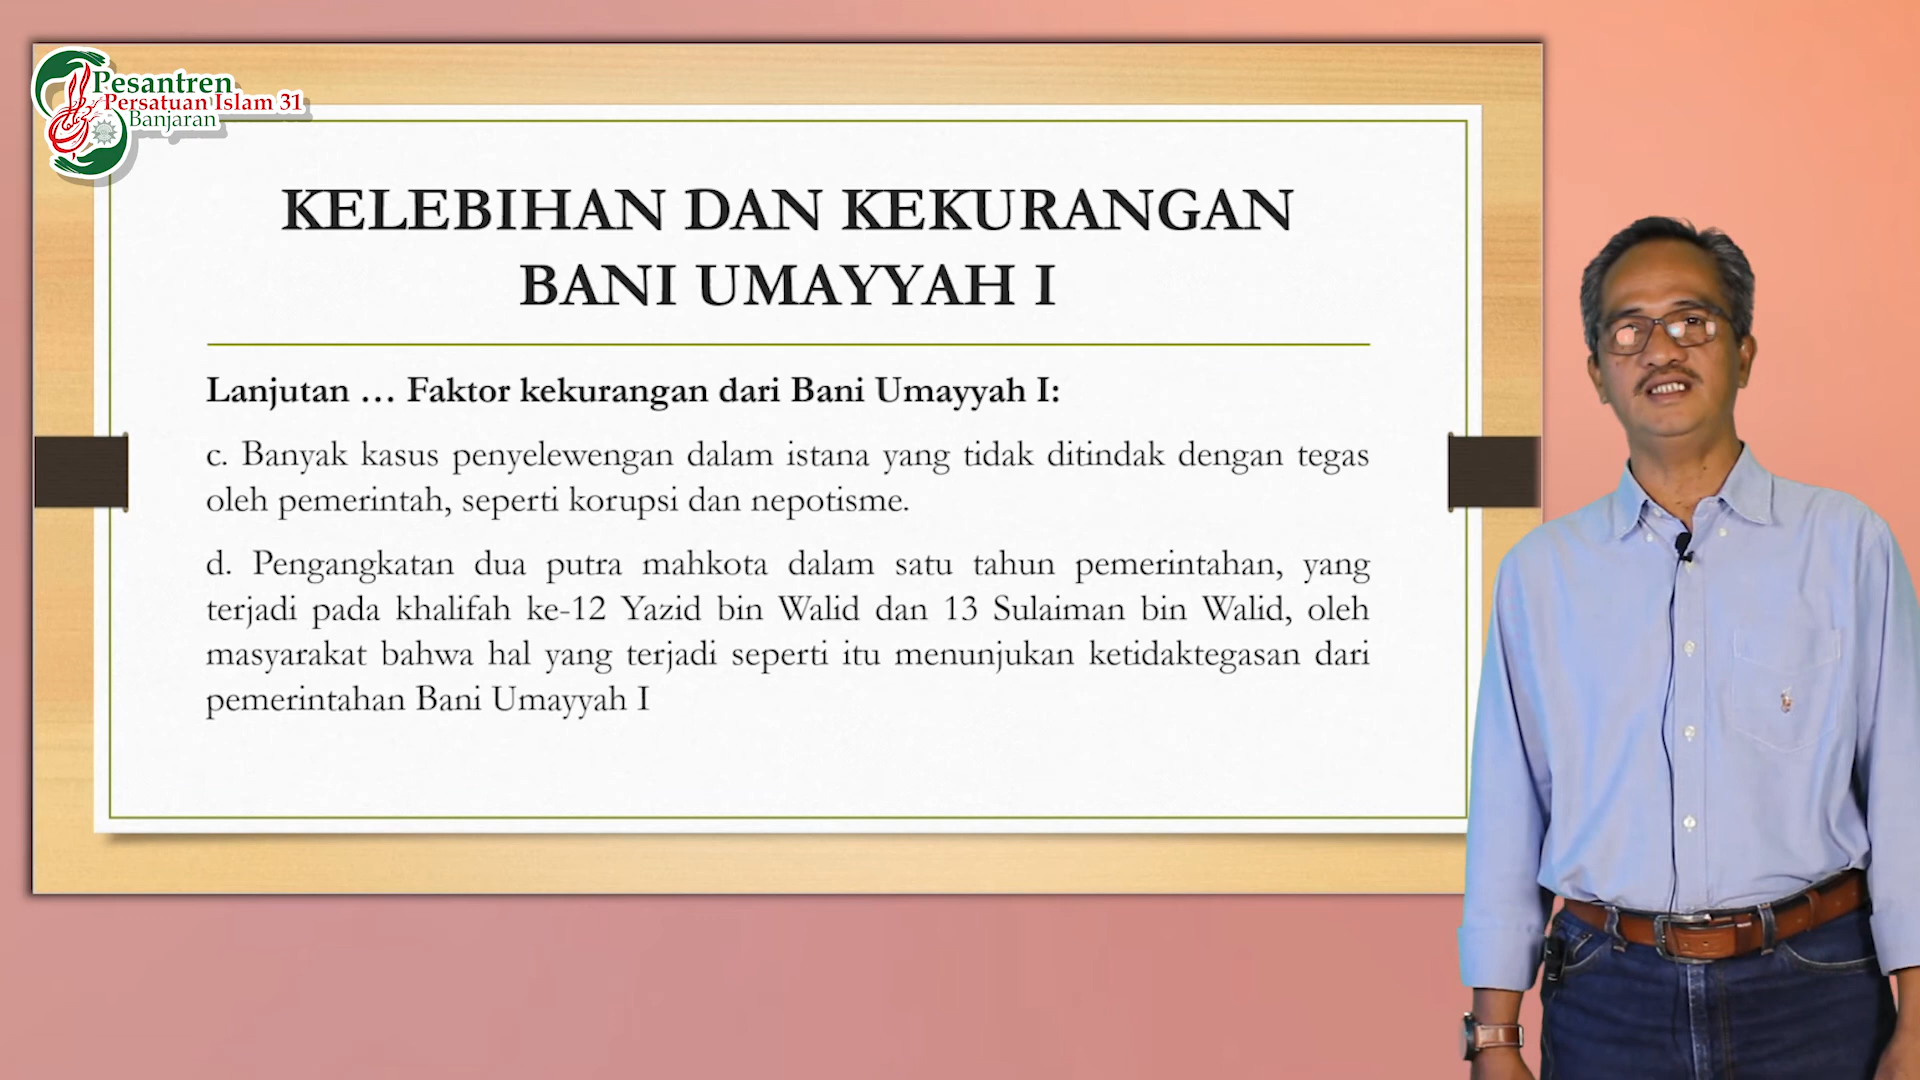 Pesantren
Persatuan Islam 31
Banjaran
KELEBIHAN DAN KEKURANGAN
BANI UMAYYAH I
Lanjutan … Faktor kekurangan dari Bani Umayyah I:
c. Banyak kasus penyelewengan dalam istana yang tidak ditindak dengan tegas
oleh pemerintah, seperti korupsi dan nepotisme.
d. Pengangkatan dua putra mahkota dalam satu tahun pemerintahan, yang
terjadi pada khalifah ke-12 Yazid bin Walid dan 13 Sulaiman bin Walid, oleh
masyarakat bahwa hal yang terjadi seperti itu menunjukan ketidaktegasan dari
pemerintahan Bani Umayyah I